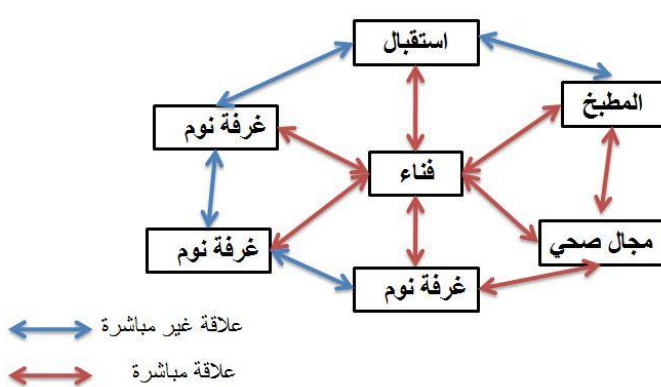 استقبال
المطبخ
غرفة نوم
فناء
مجال صحي
غرفة نوم
غرفة نوم
علاقة غير مباشرة
علاقة مباشرة